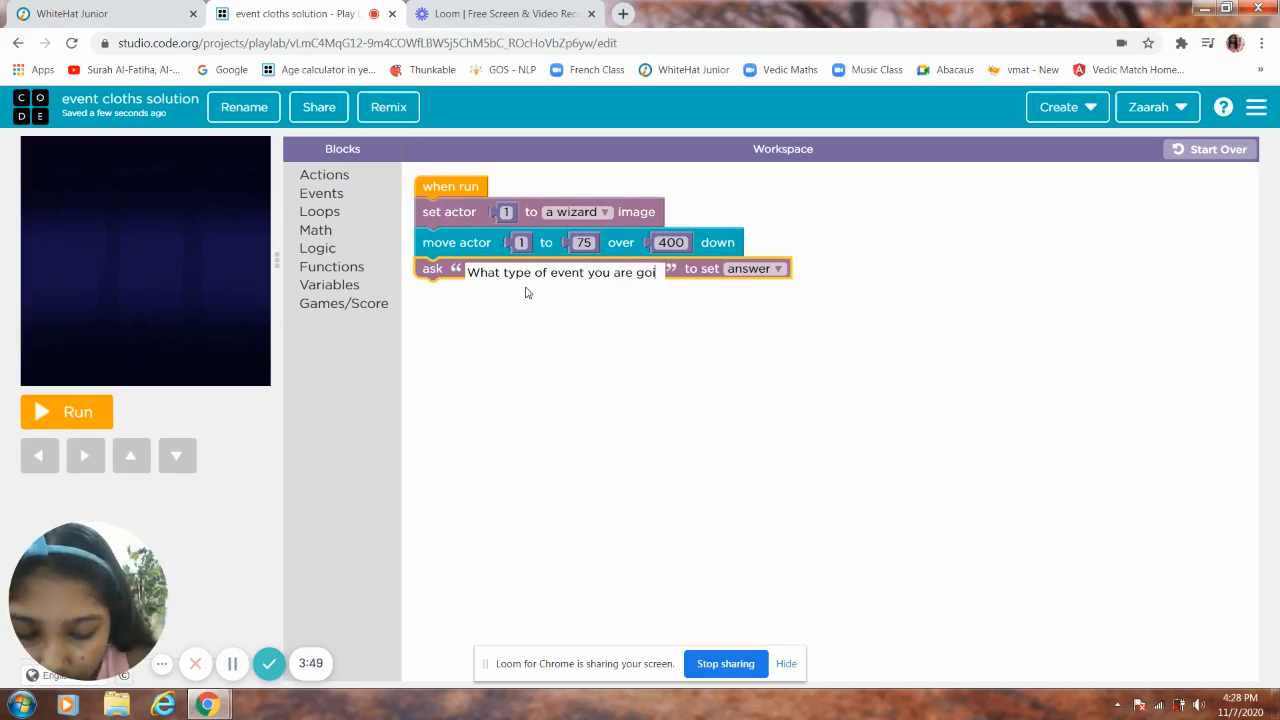 WhiteHat Junior
event cloths solution - Play L
Loom | Free Screen & Video Rec
studio.code.org/projects/playlab/vLmC4MqG12-9m4COWfLBW5j5ChM5bC_ROcHoVbZp6yw/edit
Apps
Surah Al-Fatiha, Al-...
Google
Age calculator in ye...
Thunkable
GOS - NLP
French Class
WhiteHat Junior
Vedic Maths
Music Class
Abacus
vmat - New
Vedic Match Home...
»
C O D E
event cloths solution
Saved a few seconds ago
Rename
Share
Remix
Create
Zaarah
?
Blocks
Workspace
Start Over
Actions
Events
Loops
Math
Logic
Functions
Variables
Games/Score
when run
set actor 1 to a wizard image
move actor 1 to 75 over 400 down
ask “ What type of event you are goi ” to set answer
Run
3:49
Engl
©
Loom for Chrome is sharing your screen.
Stop sharing
Hide
4:28 PM
11/7/2020